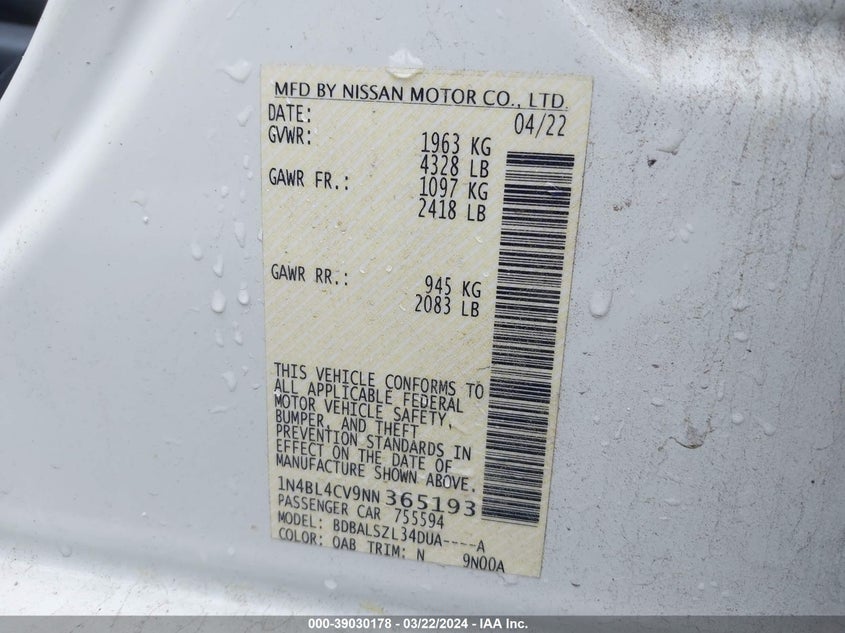 MFD BY NISSAN MOTOR CO., LTD.
DATE: 04/22
GVWR: 1963 KG
4328 LB
GAWR FR.: 1097 KG
2418 LB
GAWR RR.: 945 KG
2083 LB
THIS VEHICLE CONFORMS TO
ALL APPLICABLE FEDERAL
MOTOR VEHICLE SAFETY,
BUMPER, AND THEFT
PREVENTION STANDARDS IN
EFFECT ON THE DATE OF
MANUFACTURE SHOWN ABOVE.
1N4BL4CV9NN365193
PASSENGER CAR 755594
MODEL: BDBALSZL34DUA----A
COLOR: QAB TRIM: N 9N00A
000-39030178 - 03/22/2024 - IAA Inc.